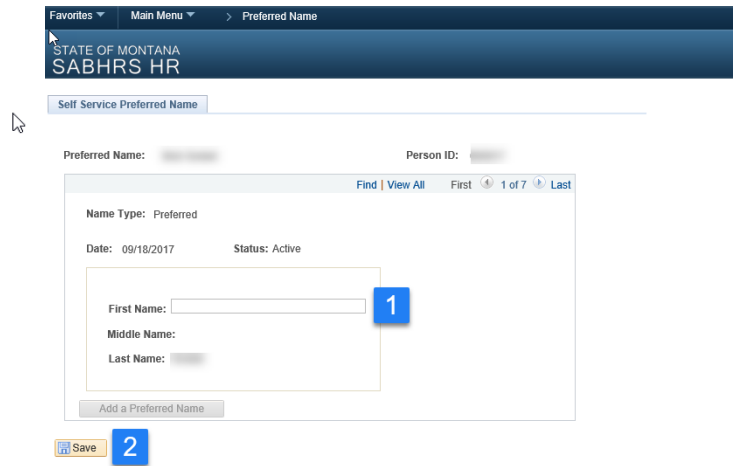 Favorites Main Menu > Preferred Name
STATE OF MONTANA
SABHRS HR
Self Service Preferred Name
Preferred Name: Person ID:
Find | View All First 1 of 7 Last
Name Type: Preferred
Date: 09/18/2017 Status: Active
First Name: 1
Middle Name:
Last Name:
Add a Preferred Name
Save 2